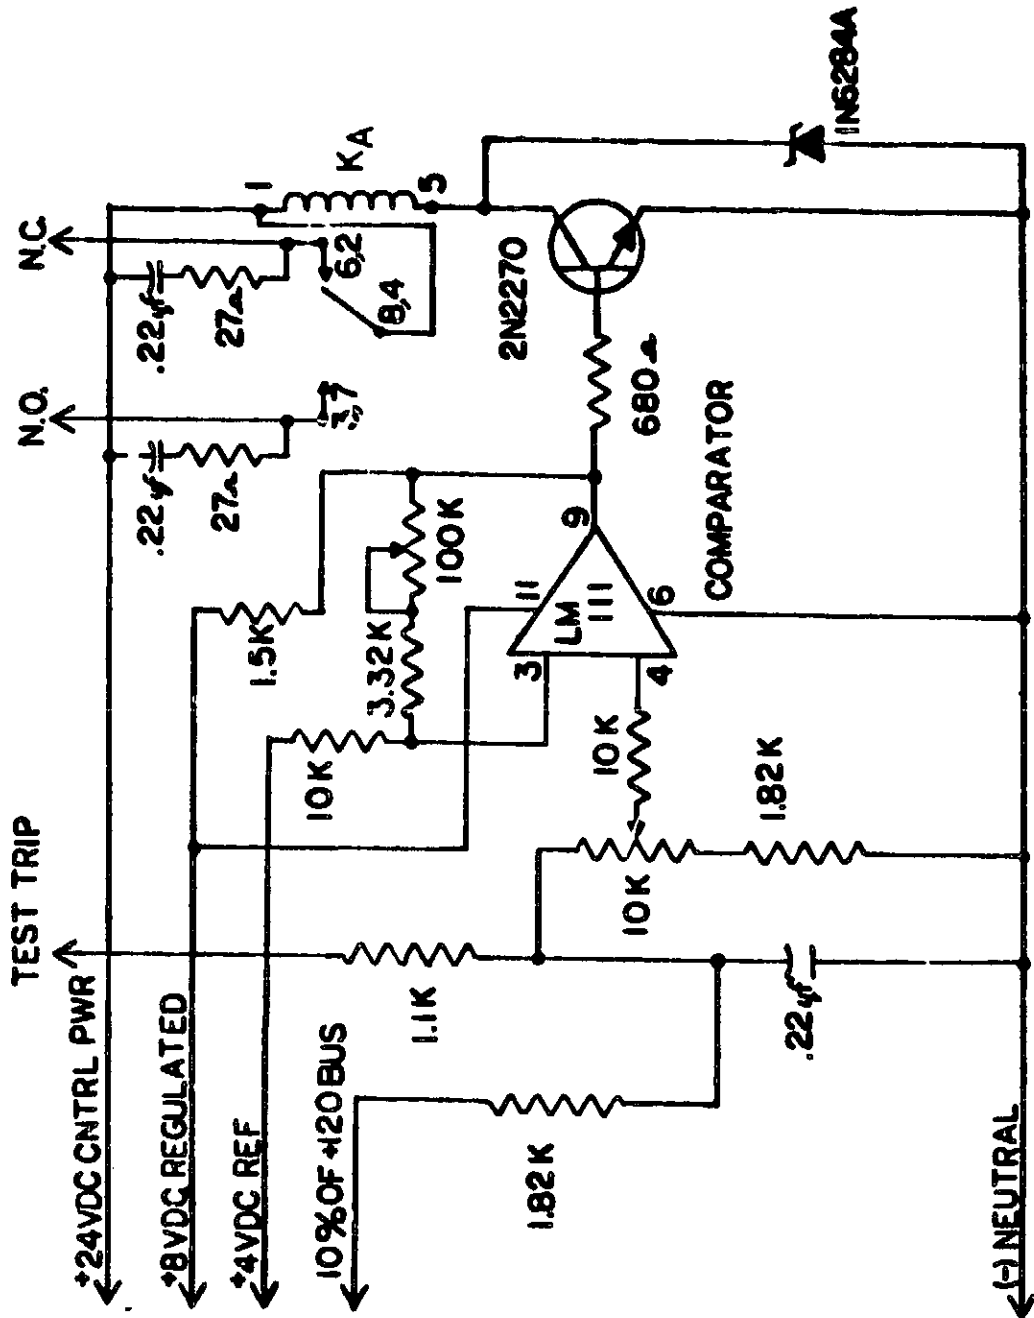 TEST TRIP
N.O.
N.C.
+24VDC CNTRL PWR
+8VDC REGULATED
+4VDC REF
10% OF +120 BUS
(-) NEUTRAL
.22μf
27Ω
.22μf
27Ω
1
KA
5
6,2
8,4
3,7
1.5K
10K
3.32K
100K
1.1K
1.82K
.22μf
10K
10K
1.82K
3
4
11
6
9
LM
111
COMPARATOR
680Ω
2N2270
1N6284A